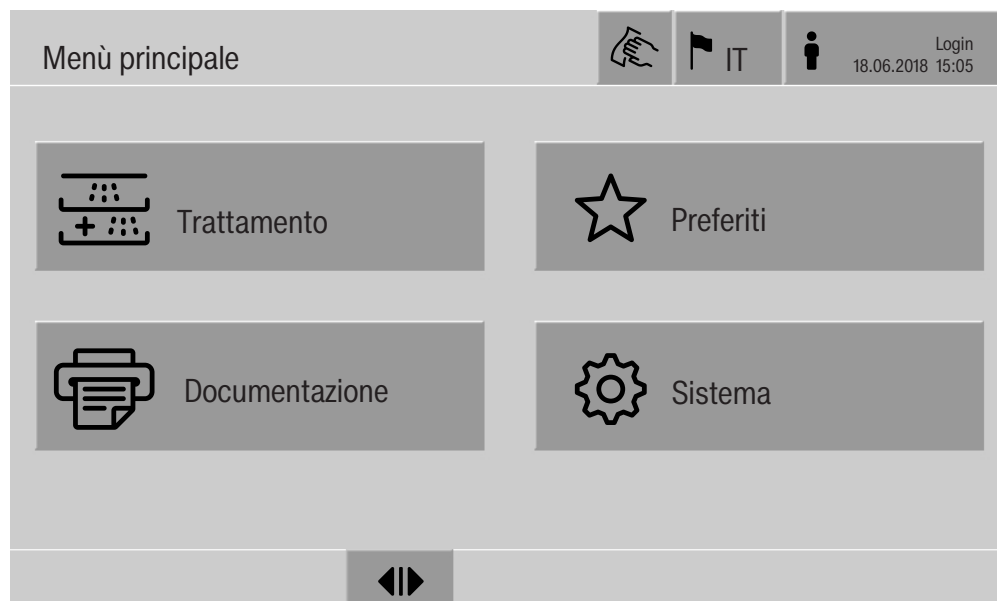 Menù principale
IT
Login
18.06.2018 15:05
Trattamento
Preferiti
Documentazione
Sistema